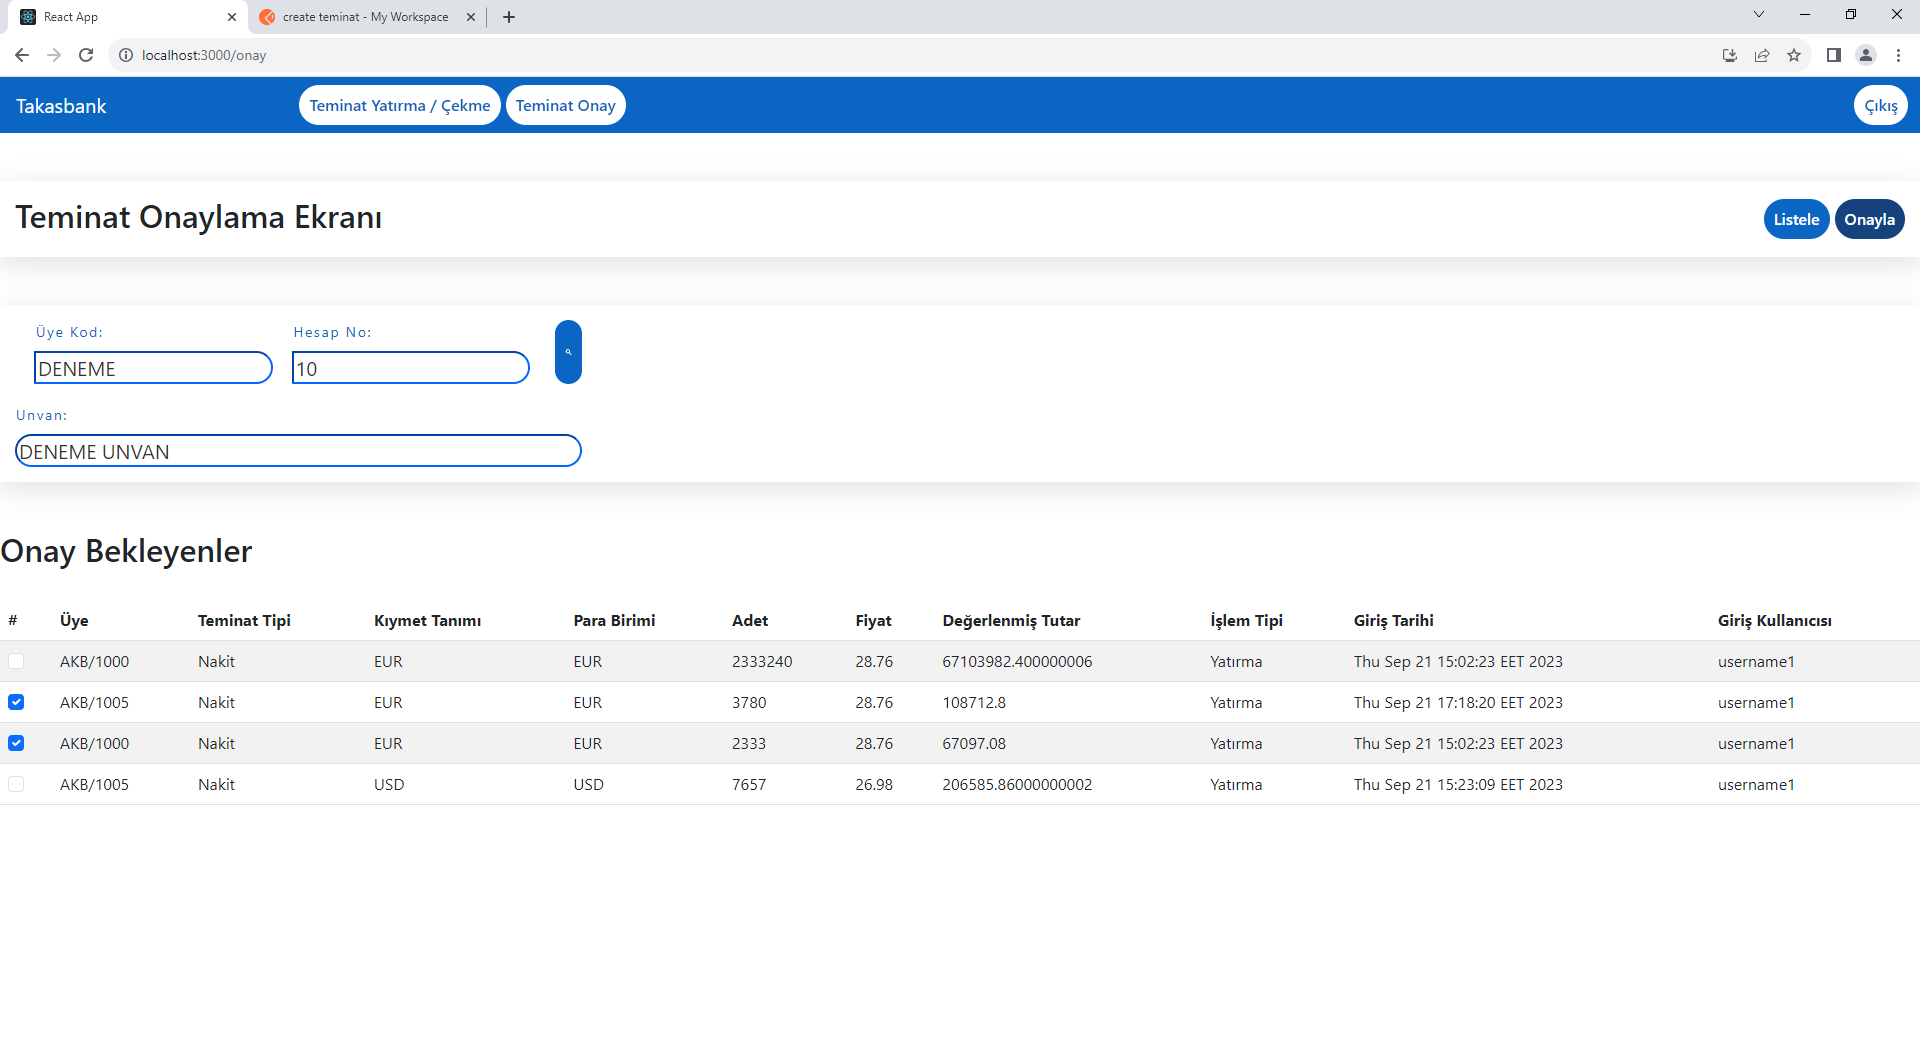 React App
create teminat - My Workspace
localhost:3000/onay
Takasbank Teminat Yatırma / Çekme Teminat Onay Çıkış
Teminat Onaylama Ekranı Listele Onayla
Üye Kod: Hesap No:
DENEME 10
Unvan:
DENEME UNVAN
Onay Bekleyenler
# Üye Teminat Tipi Kıymet Tanımı Para Birimi Adet Fiyat Değerlenmiş Tutar İşlem Tipi Giriş Tarihi Giriş Kullanıcısı
AKB/1000 Nakit EUR EUR 2333240 28.76 67103982.400000006 Yatırma Thu Sep 21 15:02:23 EET 2023 username1
AKB/1005 Nakit EUR EUR 3780 28.76 108712.8 Yatırma Thu Sep 21 17:18:20 EET 2023 username1
AKB/1000 Nakit EUR EUR 2333 28.76 67097.08 Yatırma Thu Sep 21 15:02:23 EET 2023 username1
AKB/1005 Nakit USD USD 7657 26.98 206585.86000000002 Yatırma Thu Sep 21 15:23:09 EET 2023 username1